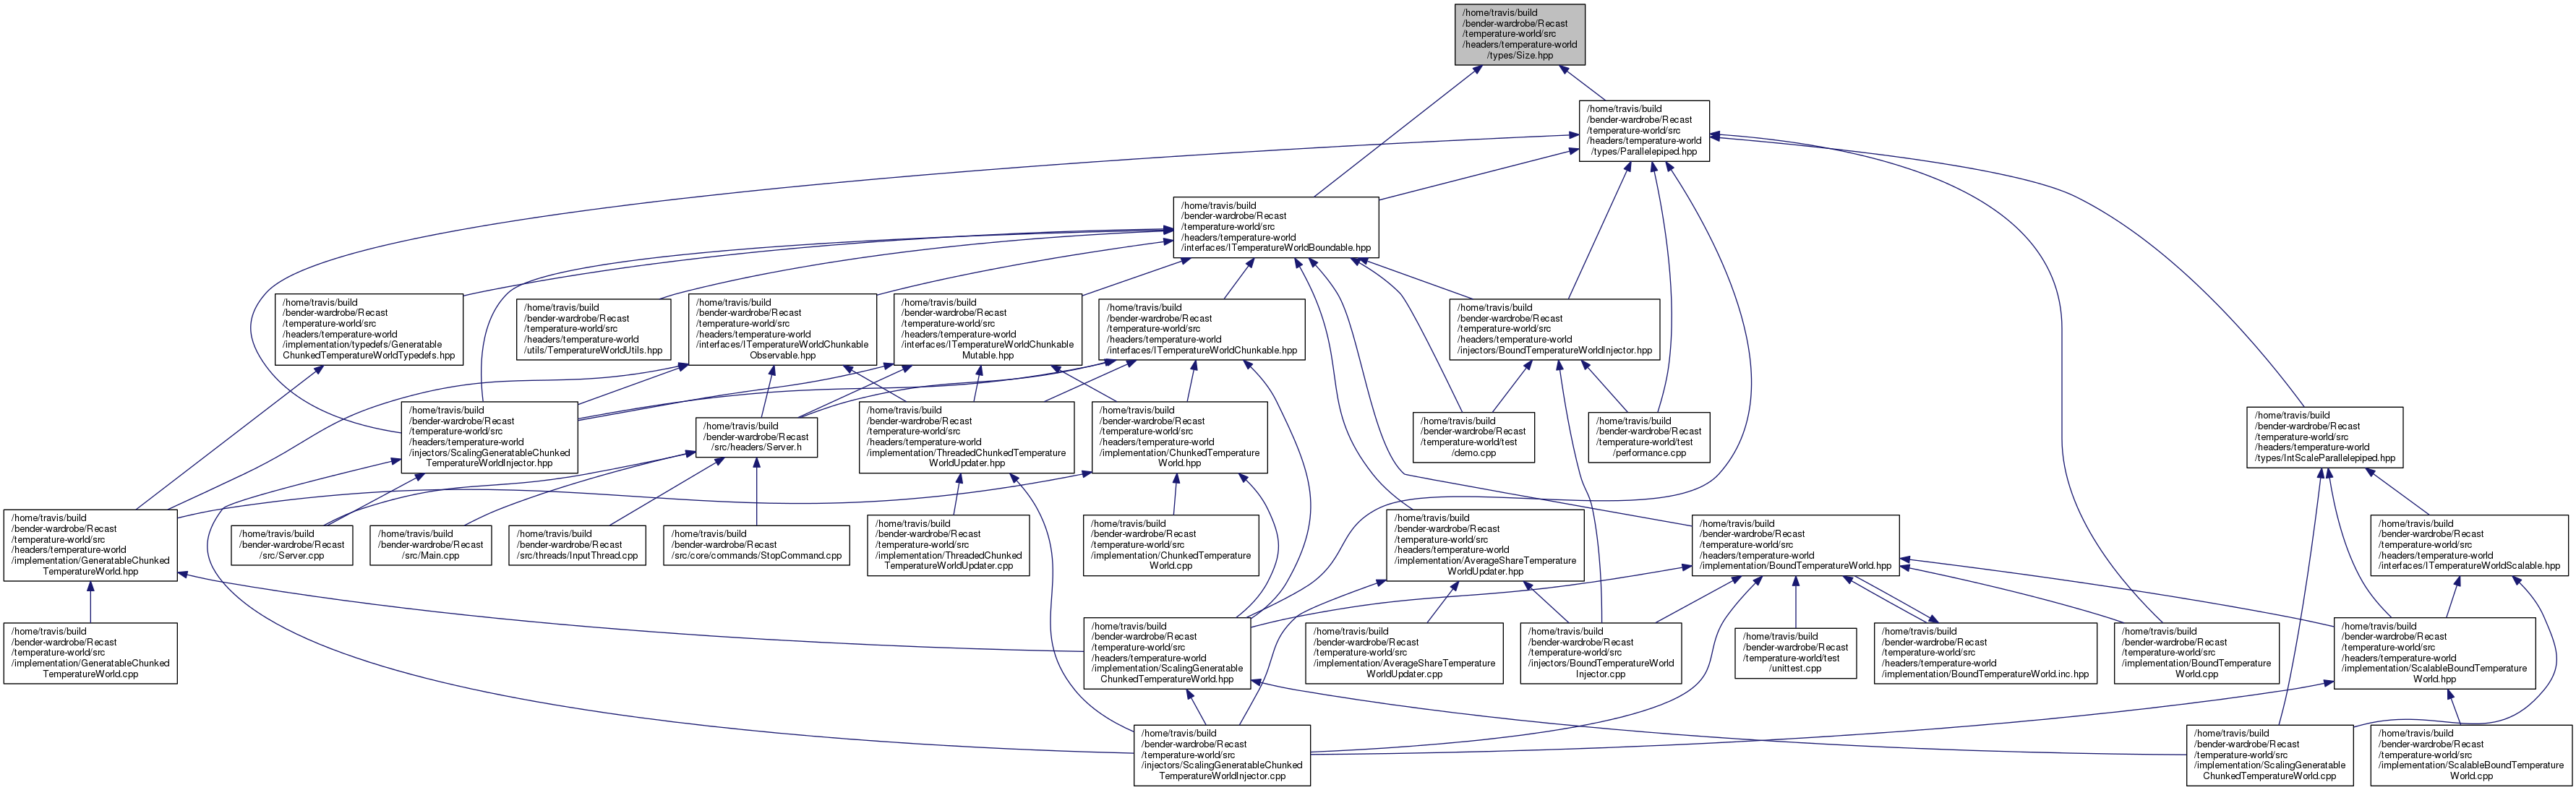 /home/travis/build
/bender-wardrobe/Recast
/temperature-world/src
/headers/temperature-world
/types/Size.hpp
/home/travis/build
/bender-wardrobe/Recast
/temperature-world/src
/headers/temperature-world
/types/Parallelepiped.hpp
/home/travis/build
/bender-wardrobe/Recast
/temperature-world/src
/headers/temperature-world
/interfaces/ITemperatureWorldBoundable.hpp
/home/travis/build
/bender-wardrobe/Recast
/temperature-world/src
/headers/temperature-world
/implementation/typedefs/Generatable
ChunkedTemperatureWorldTypedefs.hpp
/home/travis/build
/bender-wardrobe/Recast
/temperature-world/src
/headers/temperature-world
/utils/TemperatureWorldUtils.hpp
/home/travis/build
/bender-wardrobe/Recast
/temperature-world/src
/headers/temperature-world
/interfaces/ITemperatureWorldChunkable
Observable.hpp
/home/travis/build
/bender-wardrobe/Recast
/temperature-world/src
/headers/temperature-world
/interfaces/ITemperatureWorldChunkable
Mutable.hpp
/home/travis/build
/bender-wardrobe/Recast
/temperature-world/src
/headers/temperature-world
/interfaces/ITemperatureWorldChunkable.hpp
/home/travis/build
/bender-wardrobe/Recast
/temperature-world/src
/headers/temperature-world
/injectors/BoundTemperatureWorldInjector.hpp
/home/travis/build
/bender-wardrobe/Recast
/temperature-world/src
/headers/temperature-world
/injectors/ScalingGeneratableChunked
TemperatureWorldInjector.hpp
/home/travis/build
/bender-wardrobe/Recast
/src/headers/Server.h
/home/travis/build
/bender-wardrobe/Recast
/temperature-world/src
/headers/temperature-world
/implementation/ThreadedChunkedTemperature
WorldUpdater.hpp
/home/travis/build
/bender-wardrobe/Recast
/temperature-world/src
/headers/temperature-world
/implementation/ChunkedTemperature
World.hpp
/home/travis/build
/bender-wardrobe/Recast
/temperature-world/test
/demo.cpp
/home/travis/build
/bender-wardrobe/Recast
/temperature-world/test
/performance.cpp
/home/travis/build
/bender-wardrobe/Recast
/temperature-world/src
/headers/temperature-world
/types/IntScaleParallelepiped.hpp
/home/travis/build
/bender-wardrobe/Recast
/temperature-world/src
/headers/temperature-world
/implementation/GeneratableChunked
TemperatureWorld.hpp
/home/travis/build
/bender-wardrobe/Recast
/src/Server.cpp
/home/travis/build
/bender-wardrobe/Recast
/src/Main.cpp
/home/travis/build
/bender-wardrobe/Recast
/src/threads/InputThread.cpp
/home/travis/build
/bender-wardrobe/Recast
/src/core/commands/StopCommand.cpp
/home/travis/build
/bender-wardrobe/Recast
/temperature-world/src
/implementation/ThreadedChunked
TemperatureWorldUpdater.cpp
/home/travis/build
/bender-wardrobe/Recast
/temperature-world/src
/implementation/ChunkedTemperature
World.cpp
/home/travis/build
/bender-wardrobe/Recast
/temperature-world/src
/headers/temperature-world
/implementation/AverageShareTemperature
WorldUpdater.hpp
/home/travis/build
/bender-wardrobe/Recast
/temperature-world/src
/headers/temperature-world
/implementation/BoundTemperatureWorld.hpp
/home/travis/build
/bender-wardrobe/Recast
/temperature-world/src
/headers/temperature-world
/interfaces/ITemperatureWorldScalable.hpp
/home/travis/build
/bender-wardrobe/Recast
/temperature-world/src
/implementation/GeneratableChunked
TemperatureWorld.cpp
/home/travis/build
/bender-wardrobe/Recast
/temperature-world/src
/headers/temperature-world
/implementation/ScalingGeneratable
ChunkedTemperatureWorld.hpp
/home/travis/build
/bender-wardrobe/Recast
/temperature-world/src
/implementation/AverageShareTemperature
WorldUpdater.cpp
/home/travis/build
/bender-wardrobe/Recast
/temperature-world/src
/injectors/BoundTemperatureWorld
Injector.cpp
/home/travis/build
/bender-wardrobe/Recast
/temperature-world/test
/unittest.cpp
/home/travis/build
/bender-wardrobe/Recast
/temperature-world/src
/headers/temperature-world
/implementation/BoundTemperatureWorld.inc.hpp
/home/travis/build
/bender-wardrobe/Recast
/temperature-world/src
/implementation/BoundTemperature
World.cpp
/home/travis/build
/bender-wardrobe/Recast
/temperature-world/src
/headers/temperature-world
/implementation/ScalableBoundTemperature
World.hpp
/home/travis/build
/bender-wardrobe/Recast
/temperature-world/src
/injectors/ScalingGeneratableChunked
TemperatureWorldInjector.cpp
/home/travis/build
/bender-wardrobe/Recast
/temperature-world/src
/implementation/ScalingGeneratable
ChunkedTemperatureWorld.cpp
/home/travis/build
/bender-wardrobe/Recast
/temperature-world/src
/implementation/ScalableBoundTemperature
World.cpp